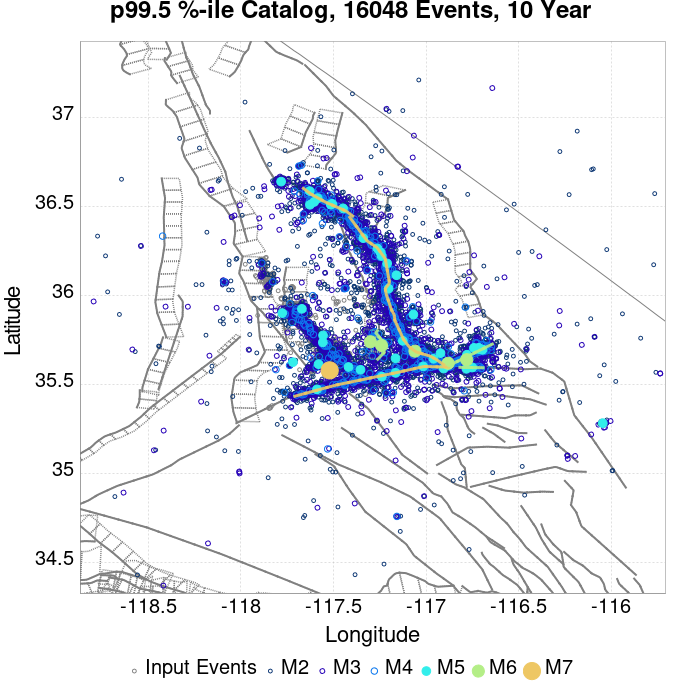 p99.5 %-ile Catalog, 16048 Events, 10 Year
Latitude
37
36.5
36
35.5
35
34.5
-118.5 -118 -117.5 -117 -116.5 -116
Longitude
Input Events M2 M3 M4 M5 M6 M7